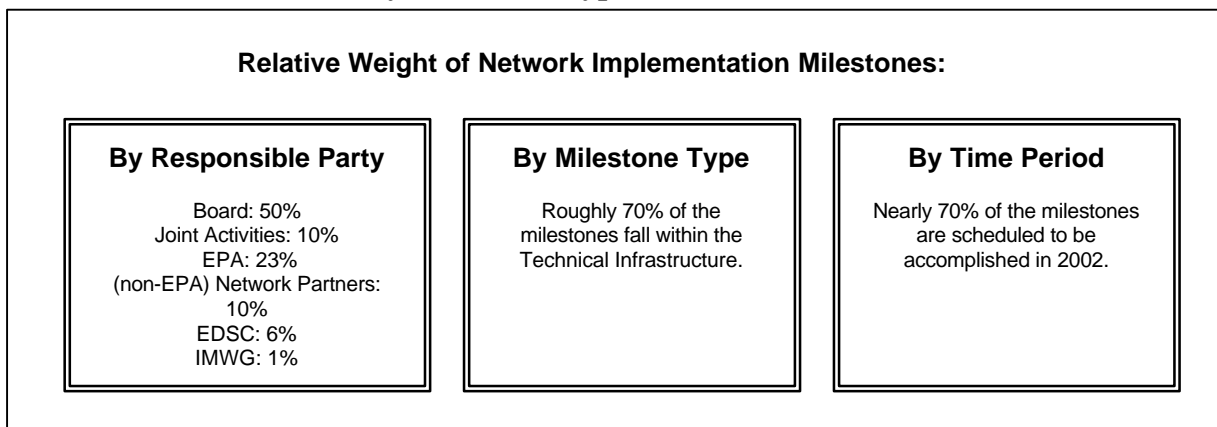 Relative Weight of Network Implementation Milestones:
By Responsible Party
Board: 50%
Joint Activities: 10%
EPA: 23%
(non-EPA) Network Partners:
10%
EDSC: 6%
IMWG: 1%
By Milestone Type
Roughly 70% of the
milestones fall within the
Technical Infrastructure.
By Time Period
Nearly 70% of the milestones
are scheduled to be
accomplished in 2002.